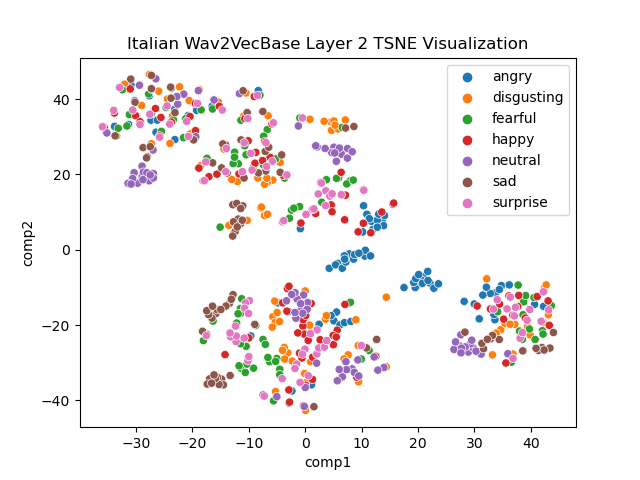 Italian Wav2VecBase Layer 2 TSNE Visualization
angry
disgusting
fearful
happy
neutral
sad
surprise
40
20
0
−20
−40
comp2
−30 −20 −10 0 10 20 30 40
comp1